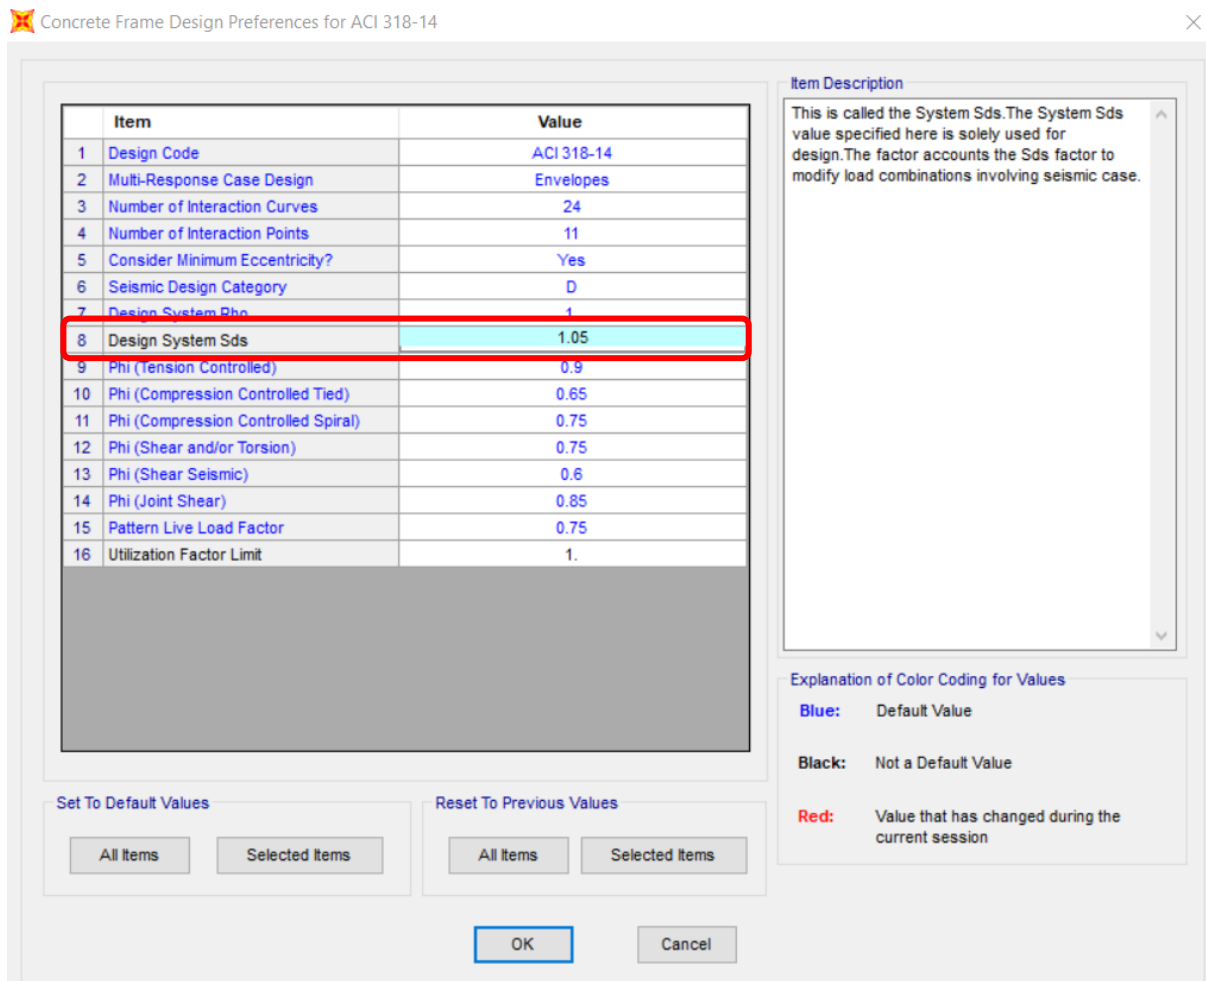 Concrete Frame Design Preferences for ACI 318-14
Item Value
1 Design Code ACI 318-14
2 Multi-Response Case Design Envelopes
3 Number of Interaction Curves 24
4 Number of Interaction Points 11
5 Consider Minimum Eccentricity? Yes
6 Seismic Design Category D
7 Design System Rho 1.
8 Design System Sds 1.05
9 Phi (Tension Controlled) 0.9
10 Phi (Compression Controlled Tied) 0.65
11 Phi (Compression Controlled Spiral) 0.75
12 Phi (Shear and/or Torsion) 0.75
13 Phi (Shear Seismic) 0.6
14 Phi (Joint Shear) 0.85
15 Pattern Live Load Factor 0.75
16 Utilization Factor Limit 1.
Item Description
This is called the System Sds.The System Sds
value specified here is solely used for
design.The factor accounts the Sds factor to
modify load combinations involving seismic case.
Explanation of Color Coding for Values
Blue: Default Value
Black: Not a Default Value
Red: Value that has changed during the
current session
Set To Default Values
All Items Selected Items
Reset To Previous Values
All Items Selected Items
OK Cancel